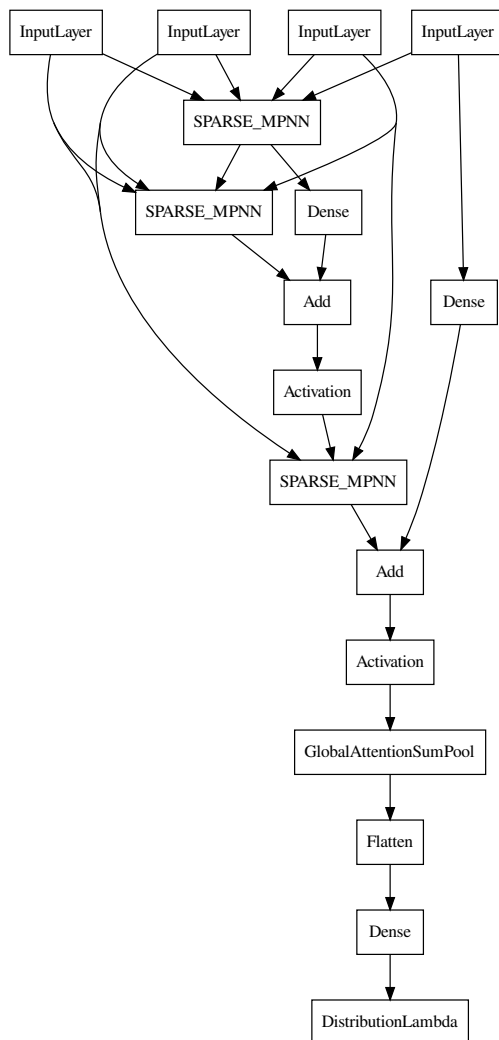 InputLayer
InputLayer
InputLayer
InputLayer
SPARSE_MPNN
SPARSE_MPNN
Dense
Add
Dense
Activation
SPARSE_MPNN
Add
Activation
GlobalAttentionSumPool
Flatten
Dense
DistributionLambda